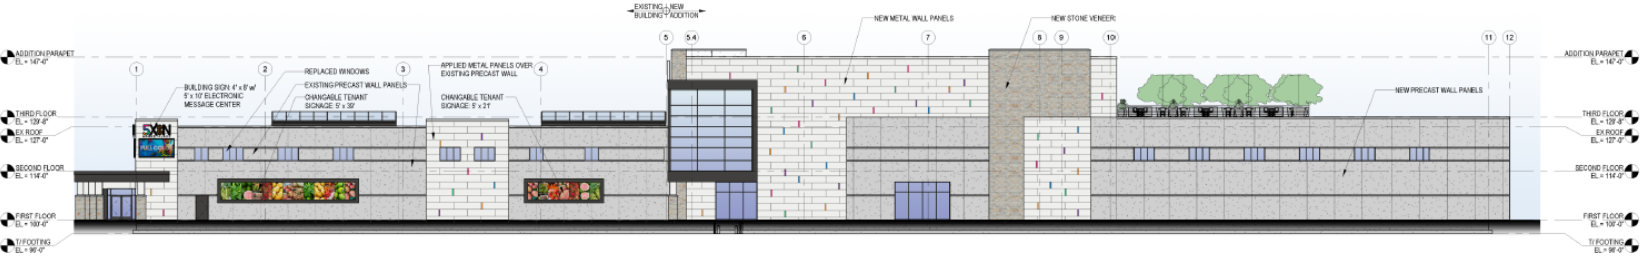 EXISTING NEW
BUILDING ADDITION
NEW METAL WALL PANELS
NEW STONE VENEER
ADDITION PARAPET
EL = 147'-0"
1
2
3
4
5
5.4
6
7
8
9
10
11
12
ADDITION PARAPET
EL = 147'-0"
REPLACED WINDOWS
APPLIED METAL PANELS OVER
EXISTING PRECAST WALL
BUILDING SIGN: 4' x 8' w/
5' x 10' ELECTRONIC
MESSAGE CENTER
EXISTING PRECAST WALL PANELS
CHANGABLE TENANT
SIGNAGE: 5' x 39'
CHANGABLE TENANT
SIGNAGE: 5' x 21'
NEW PRECAST WALL PANELS
THIRD FLOOR
EL = 129'-8"
EX ROOF
EL = 127'-0"
SECOND FLOOR
EL = 114'-0"
FIRST FLOOR
EL = 100'-0"
T/ FOOTING
EL = 96'-0"
THIRD FLOOR
EL = 129'-8"
EX ROOF
EL = 127'-0"
SECOND FLOOR
EL = 114'-0"
FIRST FLOOR
EL = 100'-0"
T/ FOOTING
EL = 96'-0"